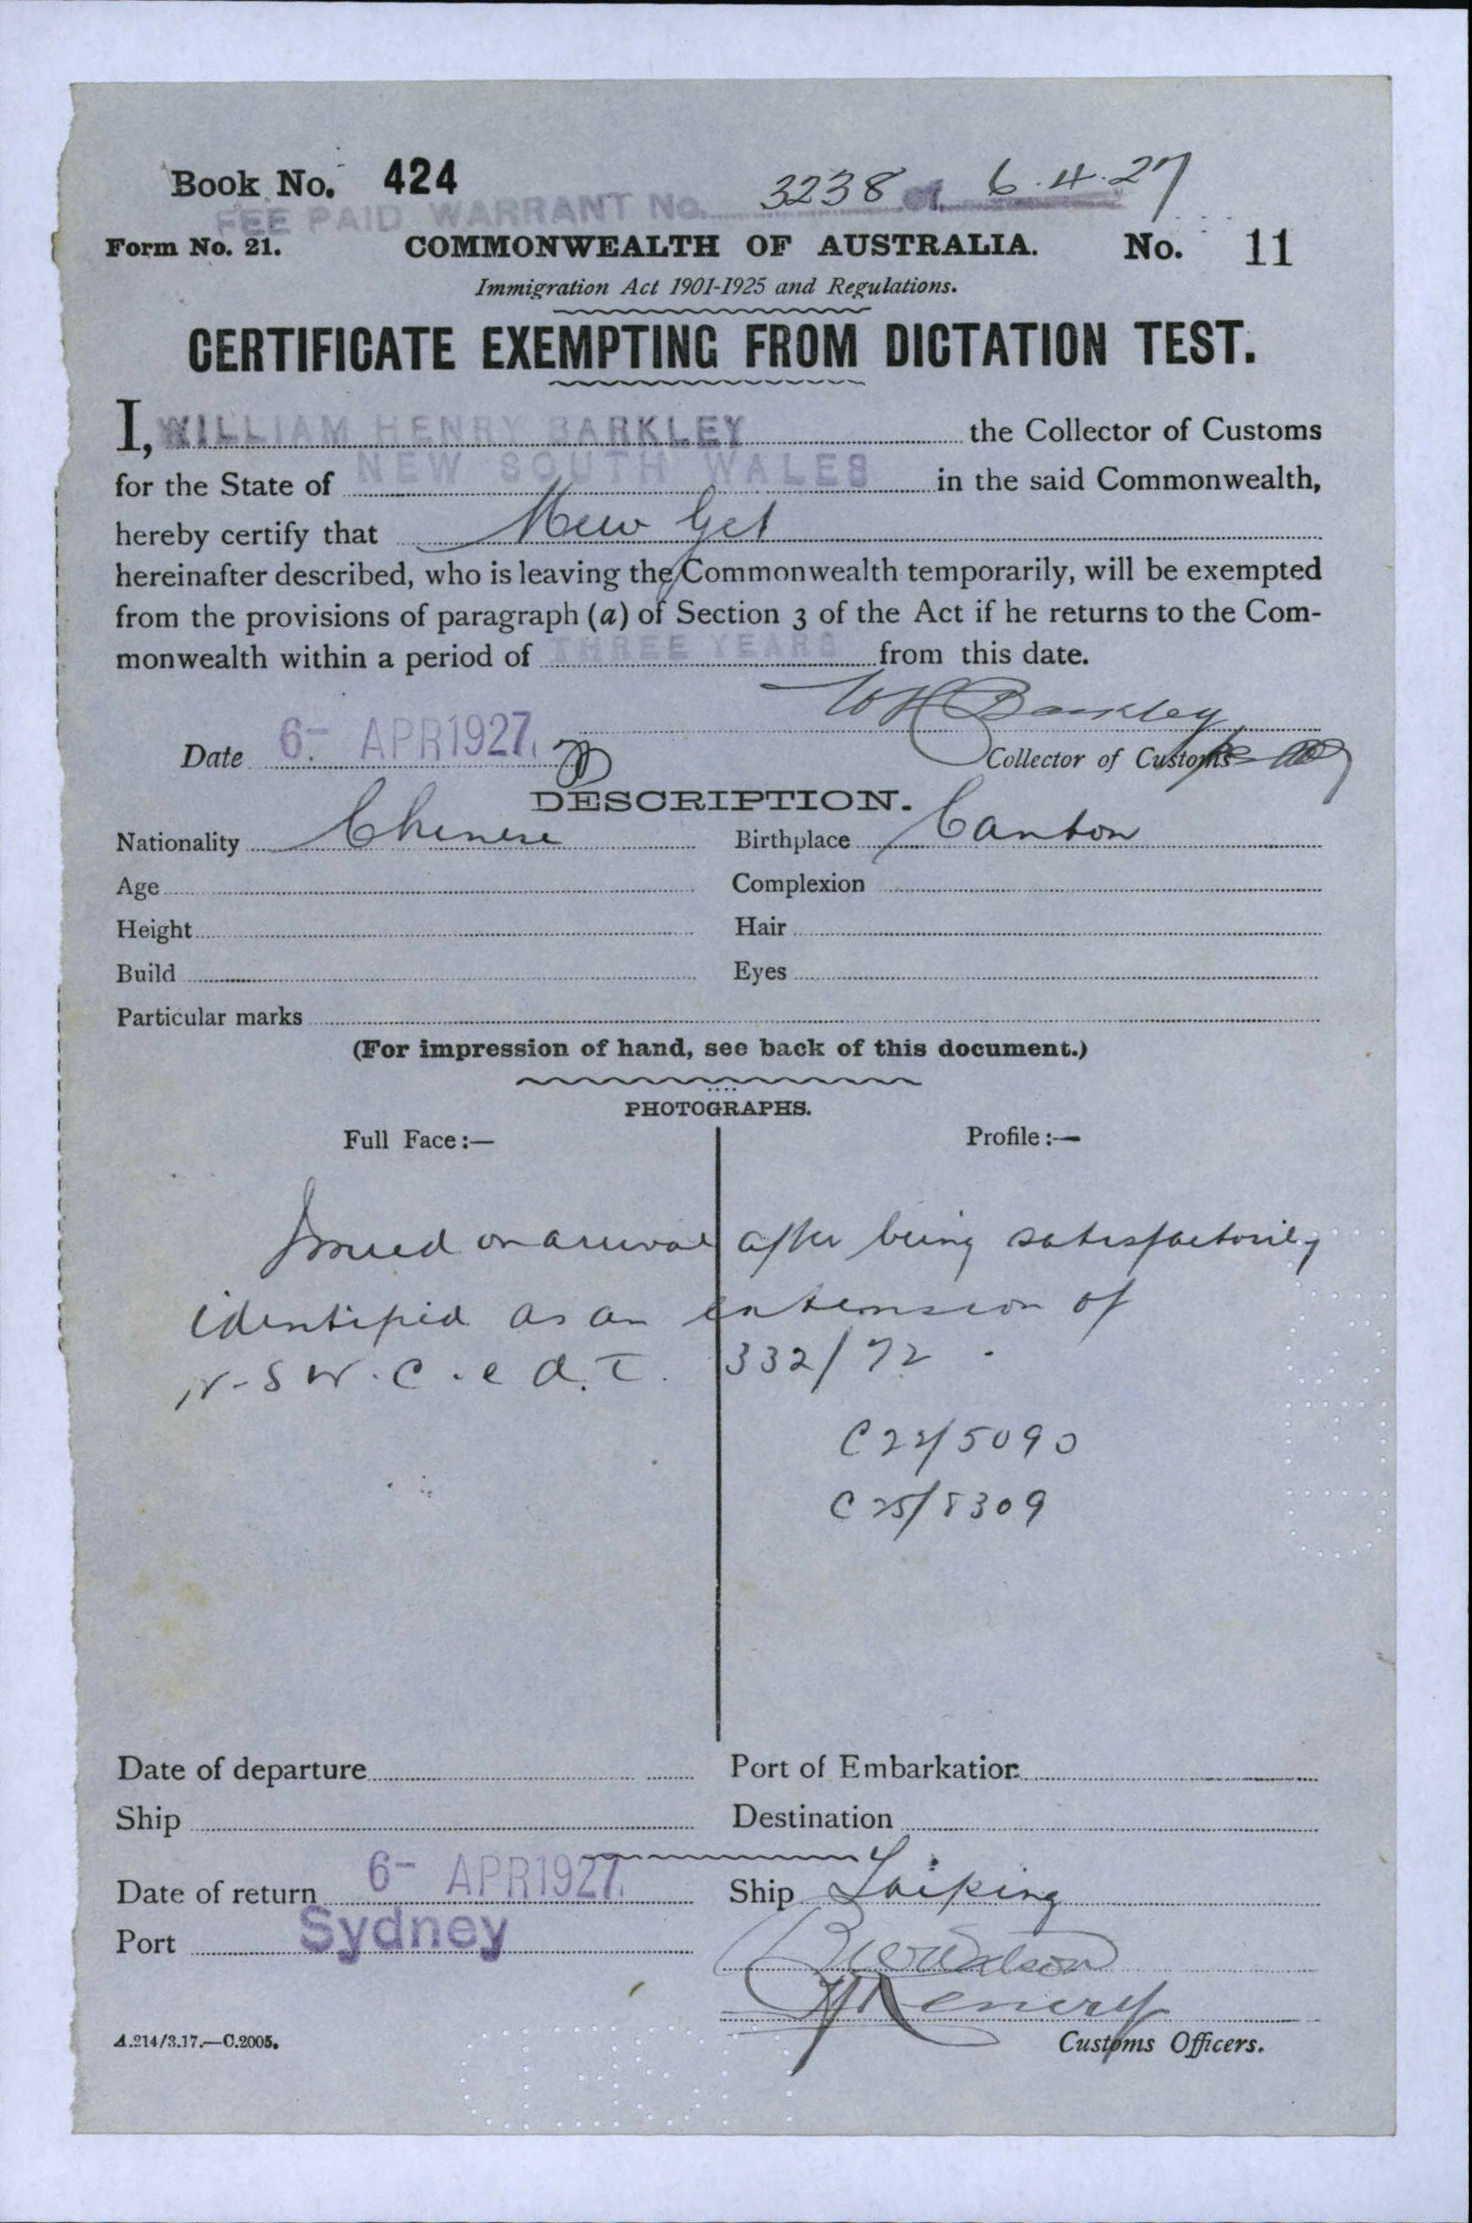 Book No. 424
FEE PAID WARRANT No. 3238 of 6.4.27
Form No. 21. COMMONWEALTH OF AUSTRALIA. No. 11
Immigration Act 1901-1925 and Regulations.
CERTIFICATE EXEMPTING FROM DICTATION TEST.
I, WILLIAM HENRY BARKLEY the Collector of Customs
for the State of NEW SOUTH WALES in the said Commonwealth,
hereby certify that Mew Get
hereinafter described, who is leaving the Commonwealth temporarily, will be exempted
from the provisions of paragraph (a) of Section 3 of the Act if he returns to the Com-
monwealth within a period of THREE YEARS from this date.
W H Barkley
Date 6- APR 1927. Collector of Customs
DESCRIPTION.
Nationality Chinese Birthplace Canton
Age Complexion
Height Hair
Build Eyes
Particular marks
(For impression of hand, see back of this document.)
PHOTOGRAPHS.
Full Face:— Profile:—
Issued on arrival after being satisfactorily
identified as an extension of
N.S.W. C.e d.T. 332/72.
C22/5090
C25/8309
Date of departure Port of Embarkation
Ship Destination
Date of return 6- APR 1927. Ship Taiping
Port Sydney
Customs Officers.
A.214/3.17.—C.2005.